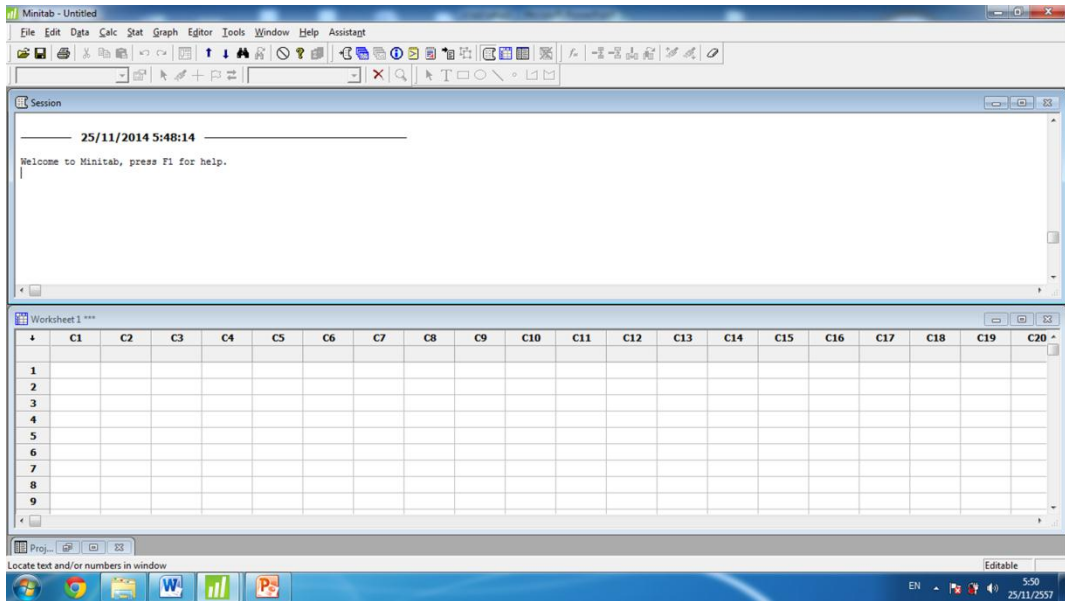 Minitab - Untitled
File Edit Data Calc Stat Graph Editor Tools Window Help Assistant
Session
25/11/2014 5:48:14
Welcome to Minitab, press F1 for help.
Worksheet 1 ***
C1 C2 C3 C4 C5 C6 C7 C8 C9 C10 C11 C12 C13 C14 C15 C16 C17 C18 C19 C20
1
2
3
4
5
6
7
8
9
Proj...
Locate text and/or numbers in window
Editable
EN
5:50
25/11/2557